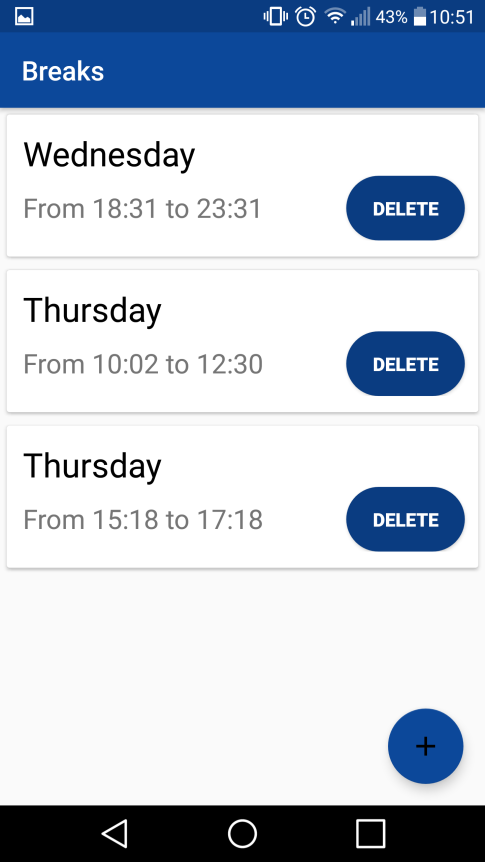 43% 10:51
Breaks
Wednesday
From 18:31 to 23:31
DELETE
Thursday
From 10:02 to 12:30
DELETE
Thursday
From 15:18 to 17:18
DELETE
+